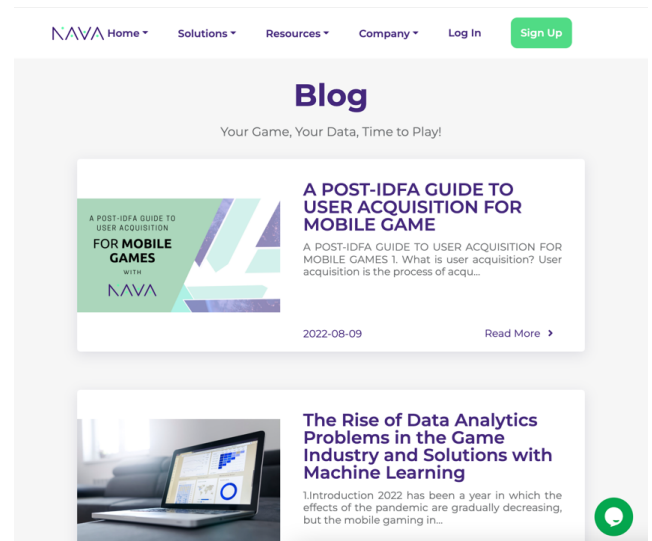 NAVA Home Solutions Resources Company Log In Sign Up
Blog
Your Game, Your Data, Time to Play!
A POST-IDFA GUIDE TO
USER ACQUISITION
FOR MOBILE
GAMES
WITH
NAVA
A POST-IDFA GUIDE TO
USER ACQUISITION FOR
MOBILE GAME
A POST-IDFA GUIDE TO USER ACQUISITION FOR
MOBILE GAMES 1. What is user acquisition? User
acquisition is the process of acqu...
2022-08-09 Read More
The Rise of Data Analytics
Problems in the Game
Industry and Solutions with
Machine Learning
1.Introduction 2022 has been a year in which the
effects of the pandemic are gradually decreasing,
but the mobile gaming in...